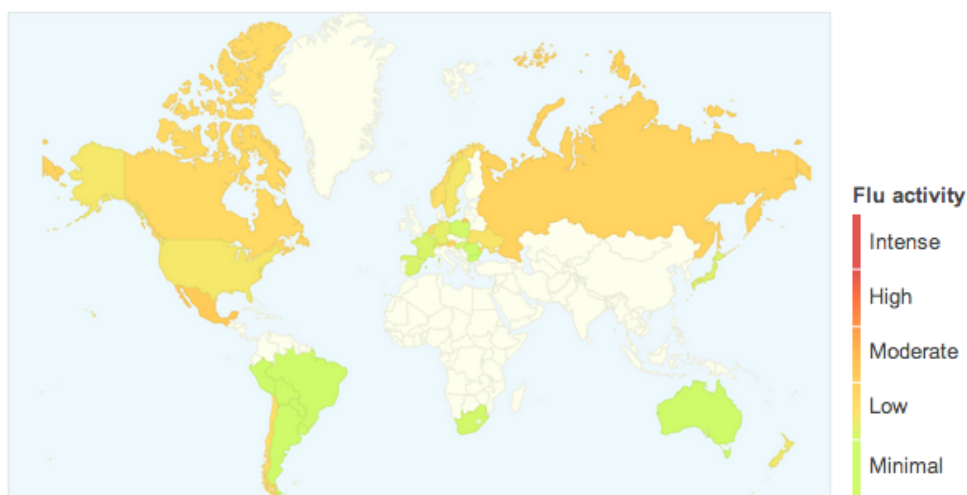 Flu activity
Intense
High
Moderate
Low
Minimal